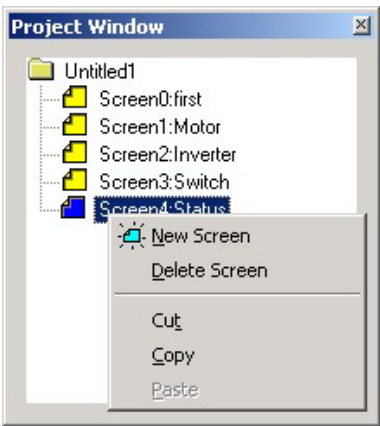 Project Window
Untitled1
Screen0:first
Screen1:Motor
Screen2:Inverter
Screen3:Switch
Screen4:Status
New Screen
Delete Screen
Cut
Copy
Paste